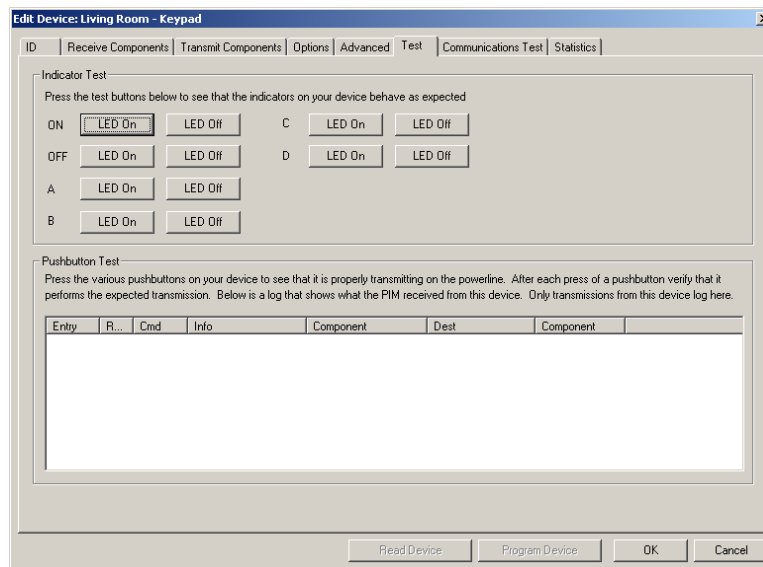 Edit Device: Living Room - Keypad
ID Receive Components Transmit Components Options Advanced Test Communications Test Statistics
Indicator Test
Press the test buttons below to see that the indicators on your device behave as expected
ON LED On LED Off C LED On LED Off
OFF LED On LED Off D LED On LED Off
A LED On LED Off
B LED On LED Off
Pushbutton Test
Press the various pushbuttons on your device to see that it is properly transmitting on the powerline. After each press of a pushbutton verify that it
performs the expected transmission. Below is a log that shows what the PIM received from this device. Only transmissions from this device log here.
Entry R... Cmd Info Component Dest Component
Read Device Program Device OK Cancel